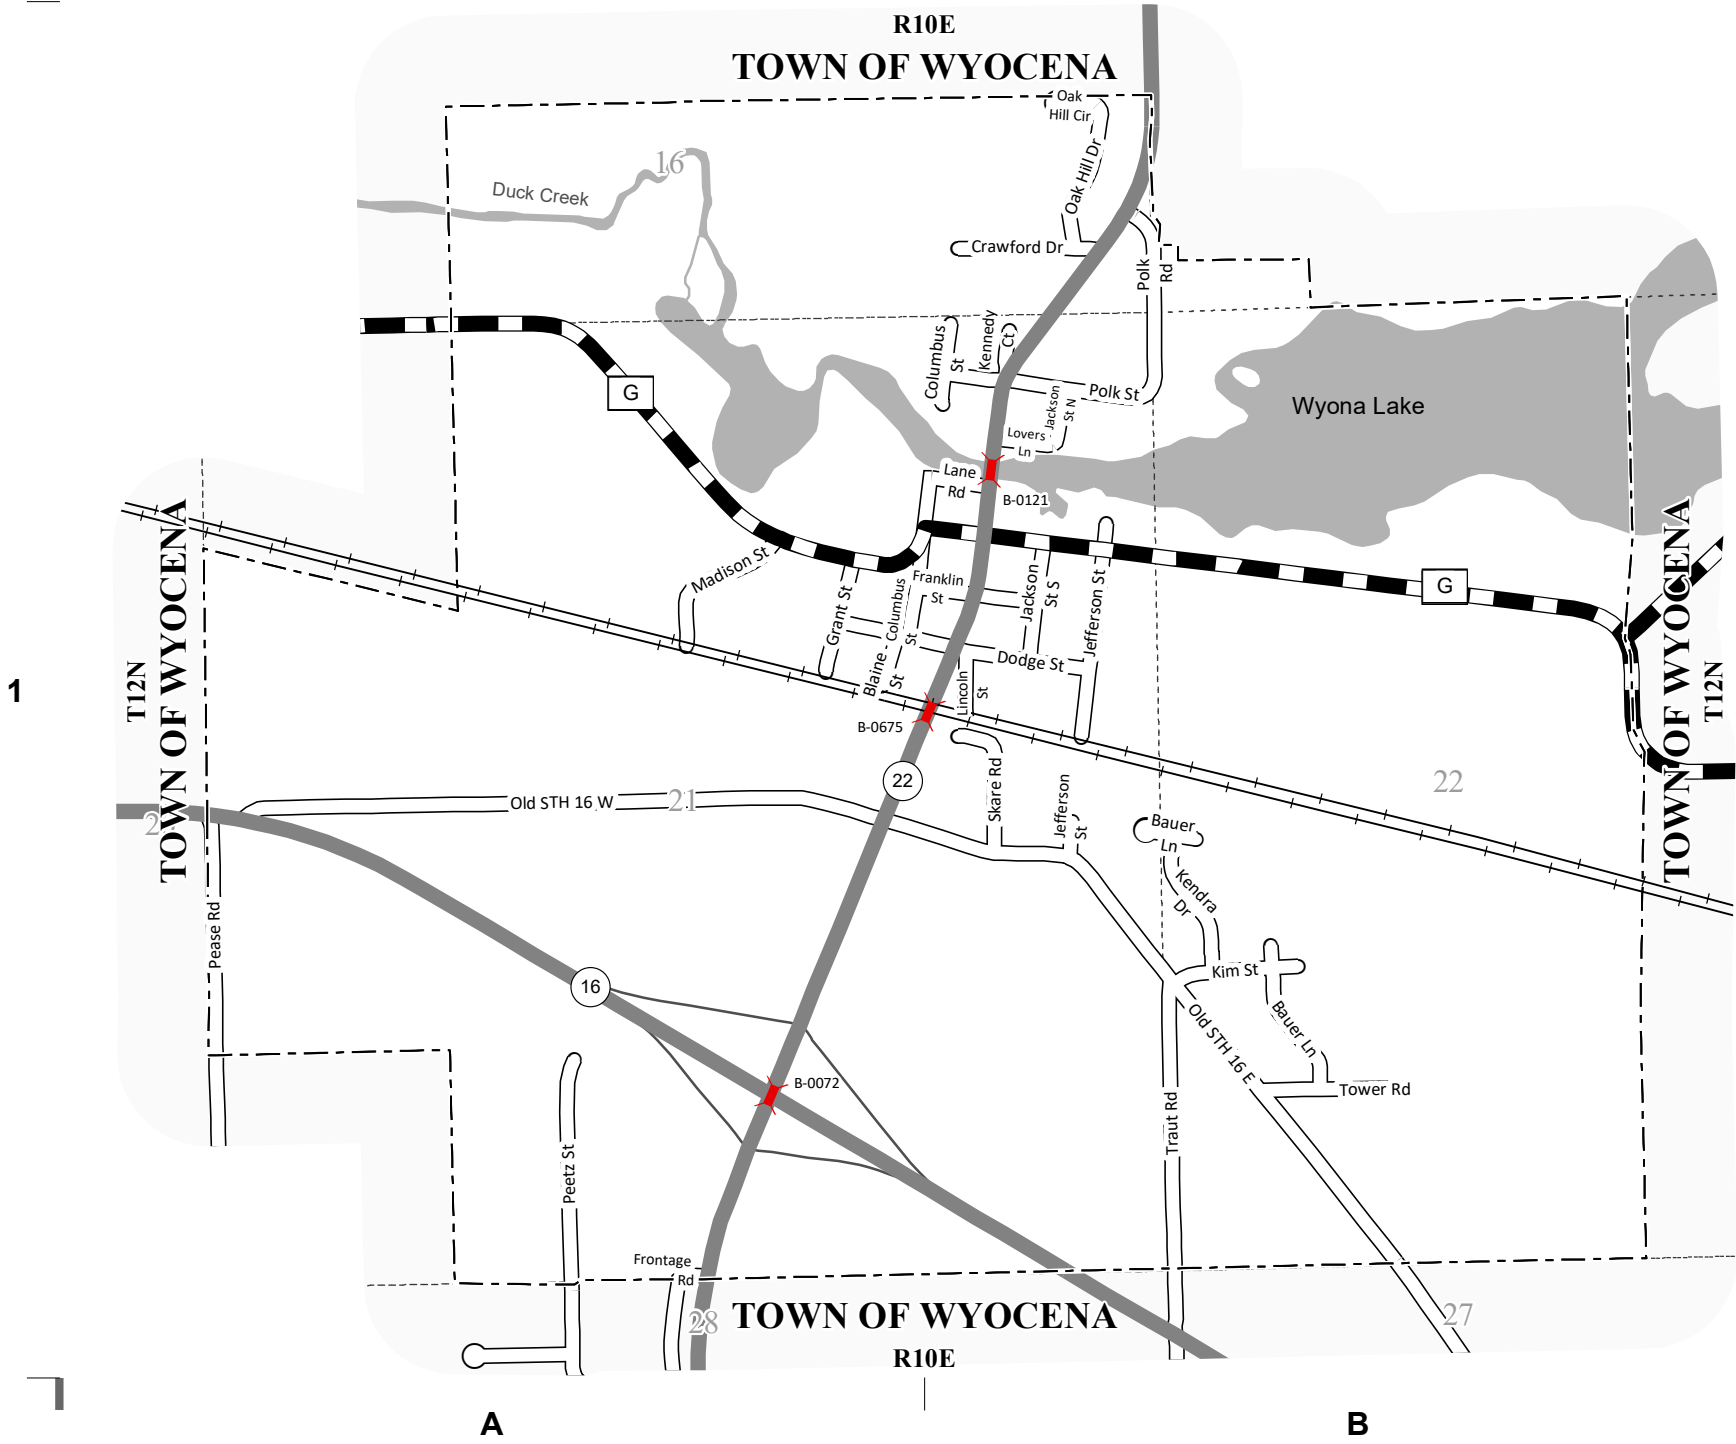 R10E
TOWN OF WYOCENA
Oak
Hill Cir
Oak Hill Dr
16
Duck Creek
Crawford Dr
Polk
Rd
Columbus
St
Kennedy
Ct
G
Polk St
Jackson
St N
Wyona Lake
Lovers
Ln
Lane
Rd
B-0121
TOWN OF WYOCENA
T12N
1
Madison St
Grant St
Franklin
St
Columbus
St
Blaine
St
Jackson
St S
Jefferson St
Dodge St
Lincoln
St
G
TOWN OF WYOCENA
T12N
B-0675
22
22
Old STH 16 W
21
Skare Rd
Jefferson
St
Bauer
Ln
Kendra
Dr
Pease Rd
16
Kim St
Old STH 16 E
Bauer Ln
B-0072
Tower Rd
Traut Rd
Peetz St
Frontage
Rd
28
TOWN OF WYOCENA
27
R10E
A
B